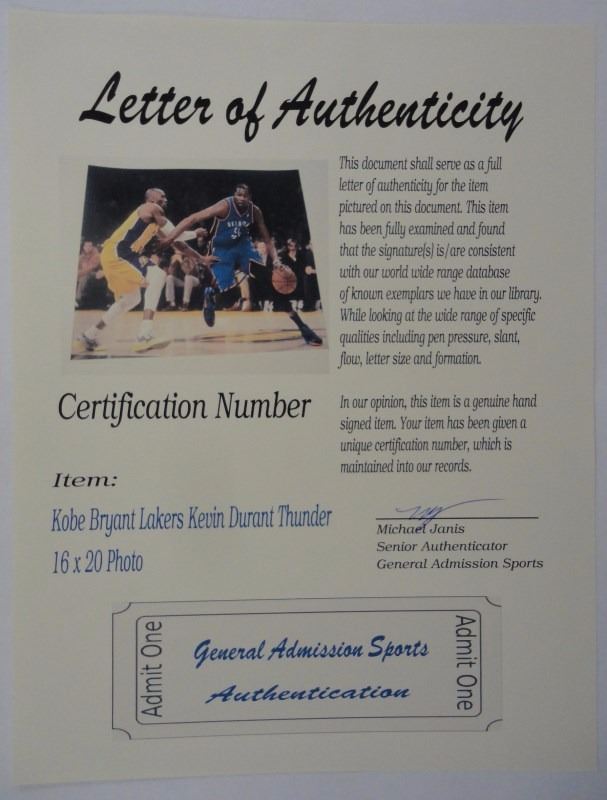 Letter of Authenticity
This document shall serve as a full
letter of authenticity for the item
pictured on this document. This item
has been fully examined and found
that the signature(s) is/are consistent
with our world wide range database
of known exemplars we have in our library.
While looking at the wide range of specific
qualities including pen pressure, slant,
flow, letter size and formation.
In our opinion, this item is a genuine hand
signed item. Your item has been given a
unique certification number, which is
maintained into our records.
Certification Number
Item:
Kobe Bryant Lakers Kevin Durant Thunder
16 x 20 Photo
Michael Janis
Senior Authenticator
General Admission Sports
Admit One
General Admission Sports
Authentication
Admit One